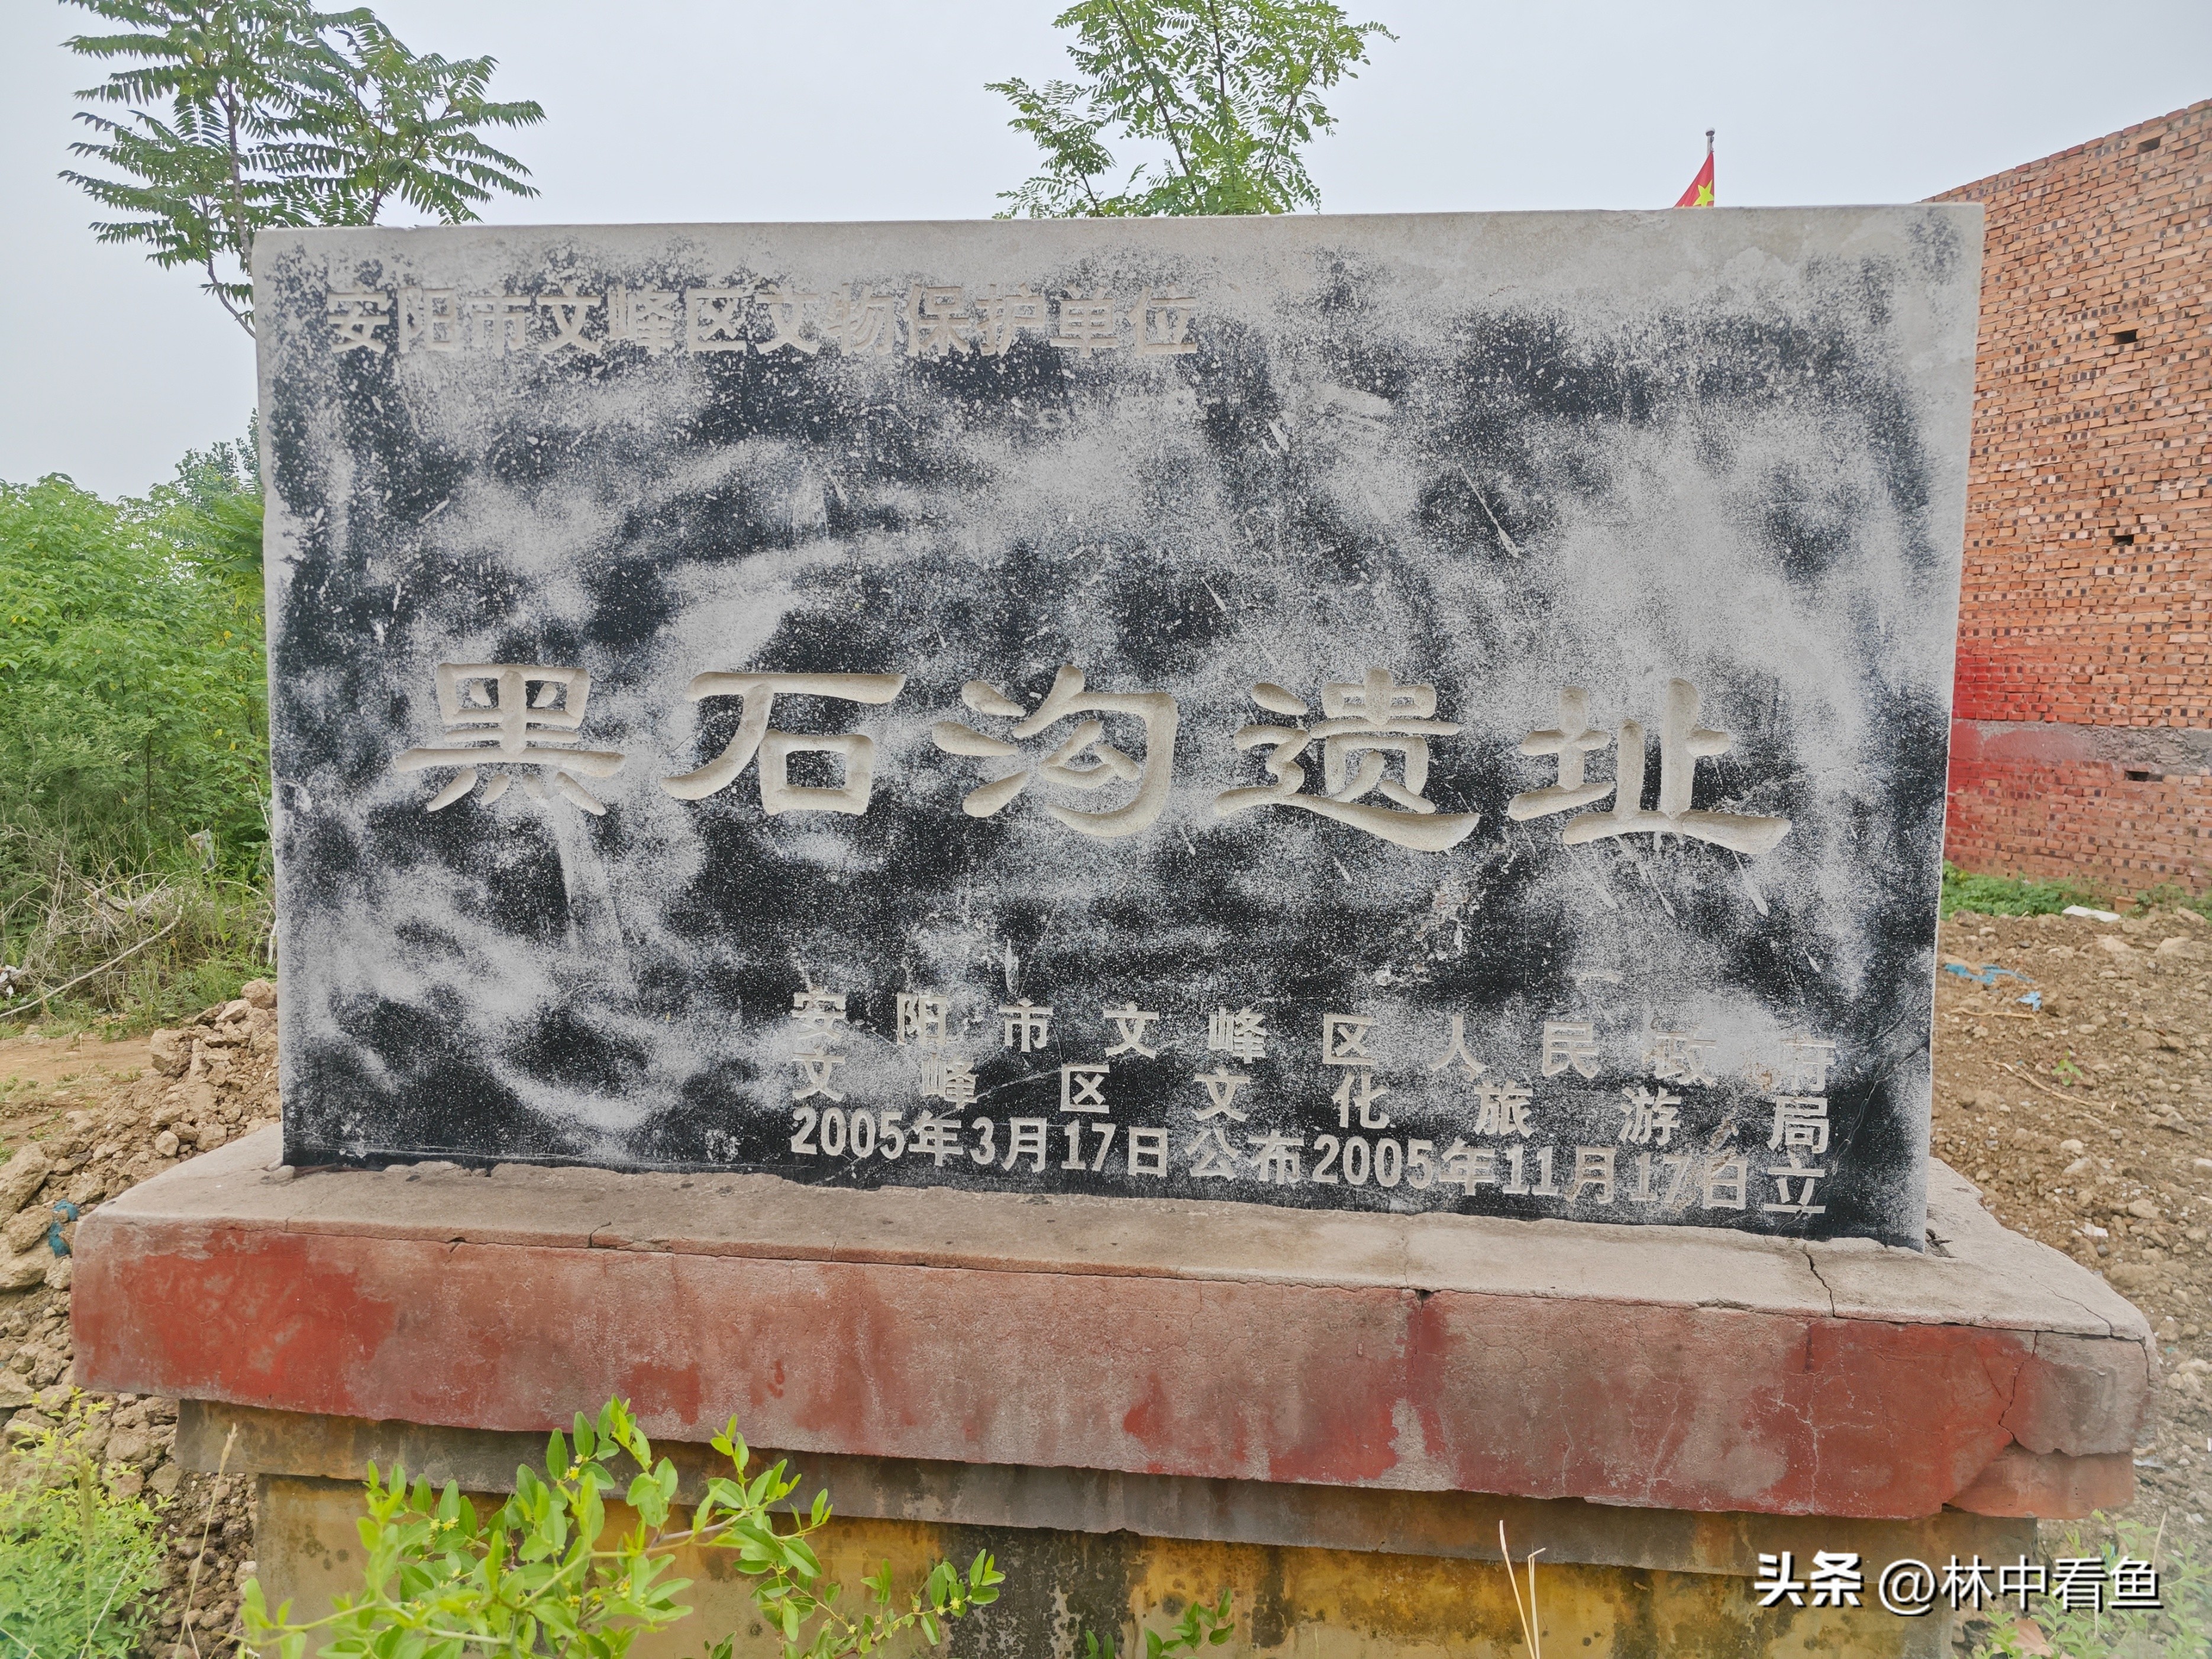 安阳市文峰区文物保护单位
黑石沟遗址
安阳市文峰区人民政府
文峰区文化旅游局
2005年3月17日公布2005年11月17日立
头条 @林中看鱼